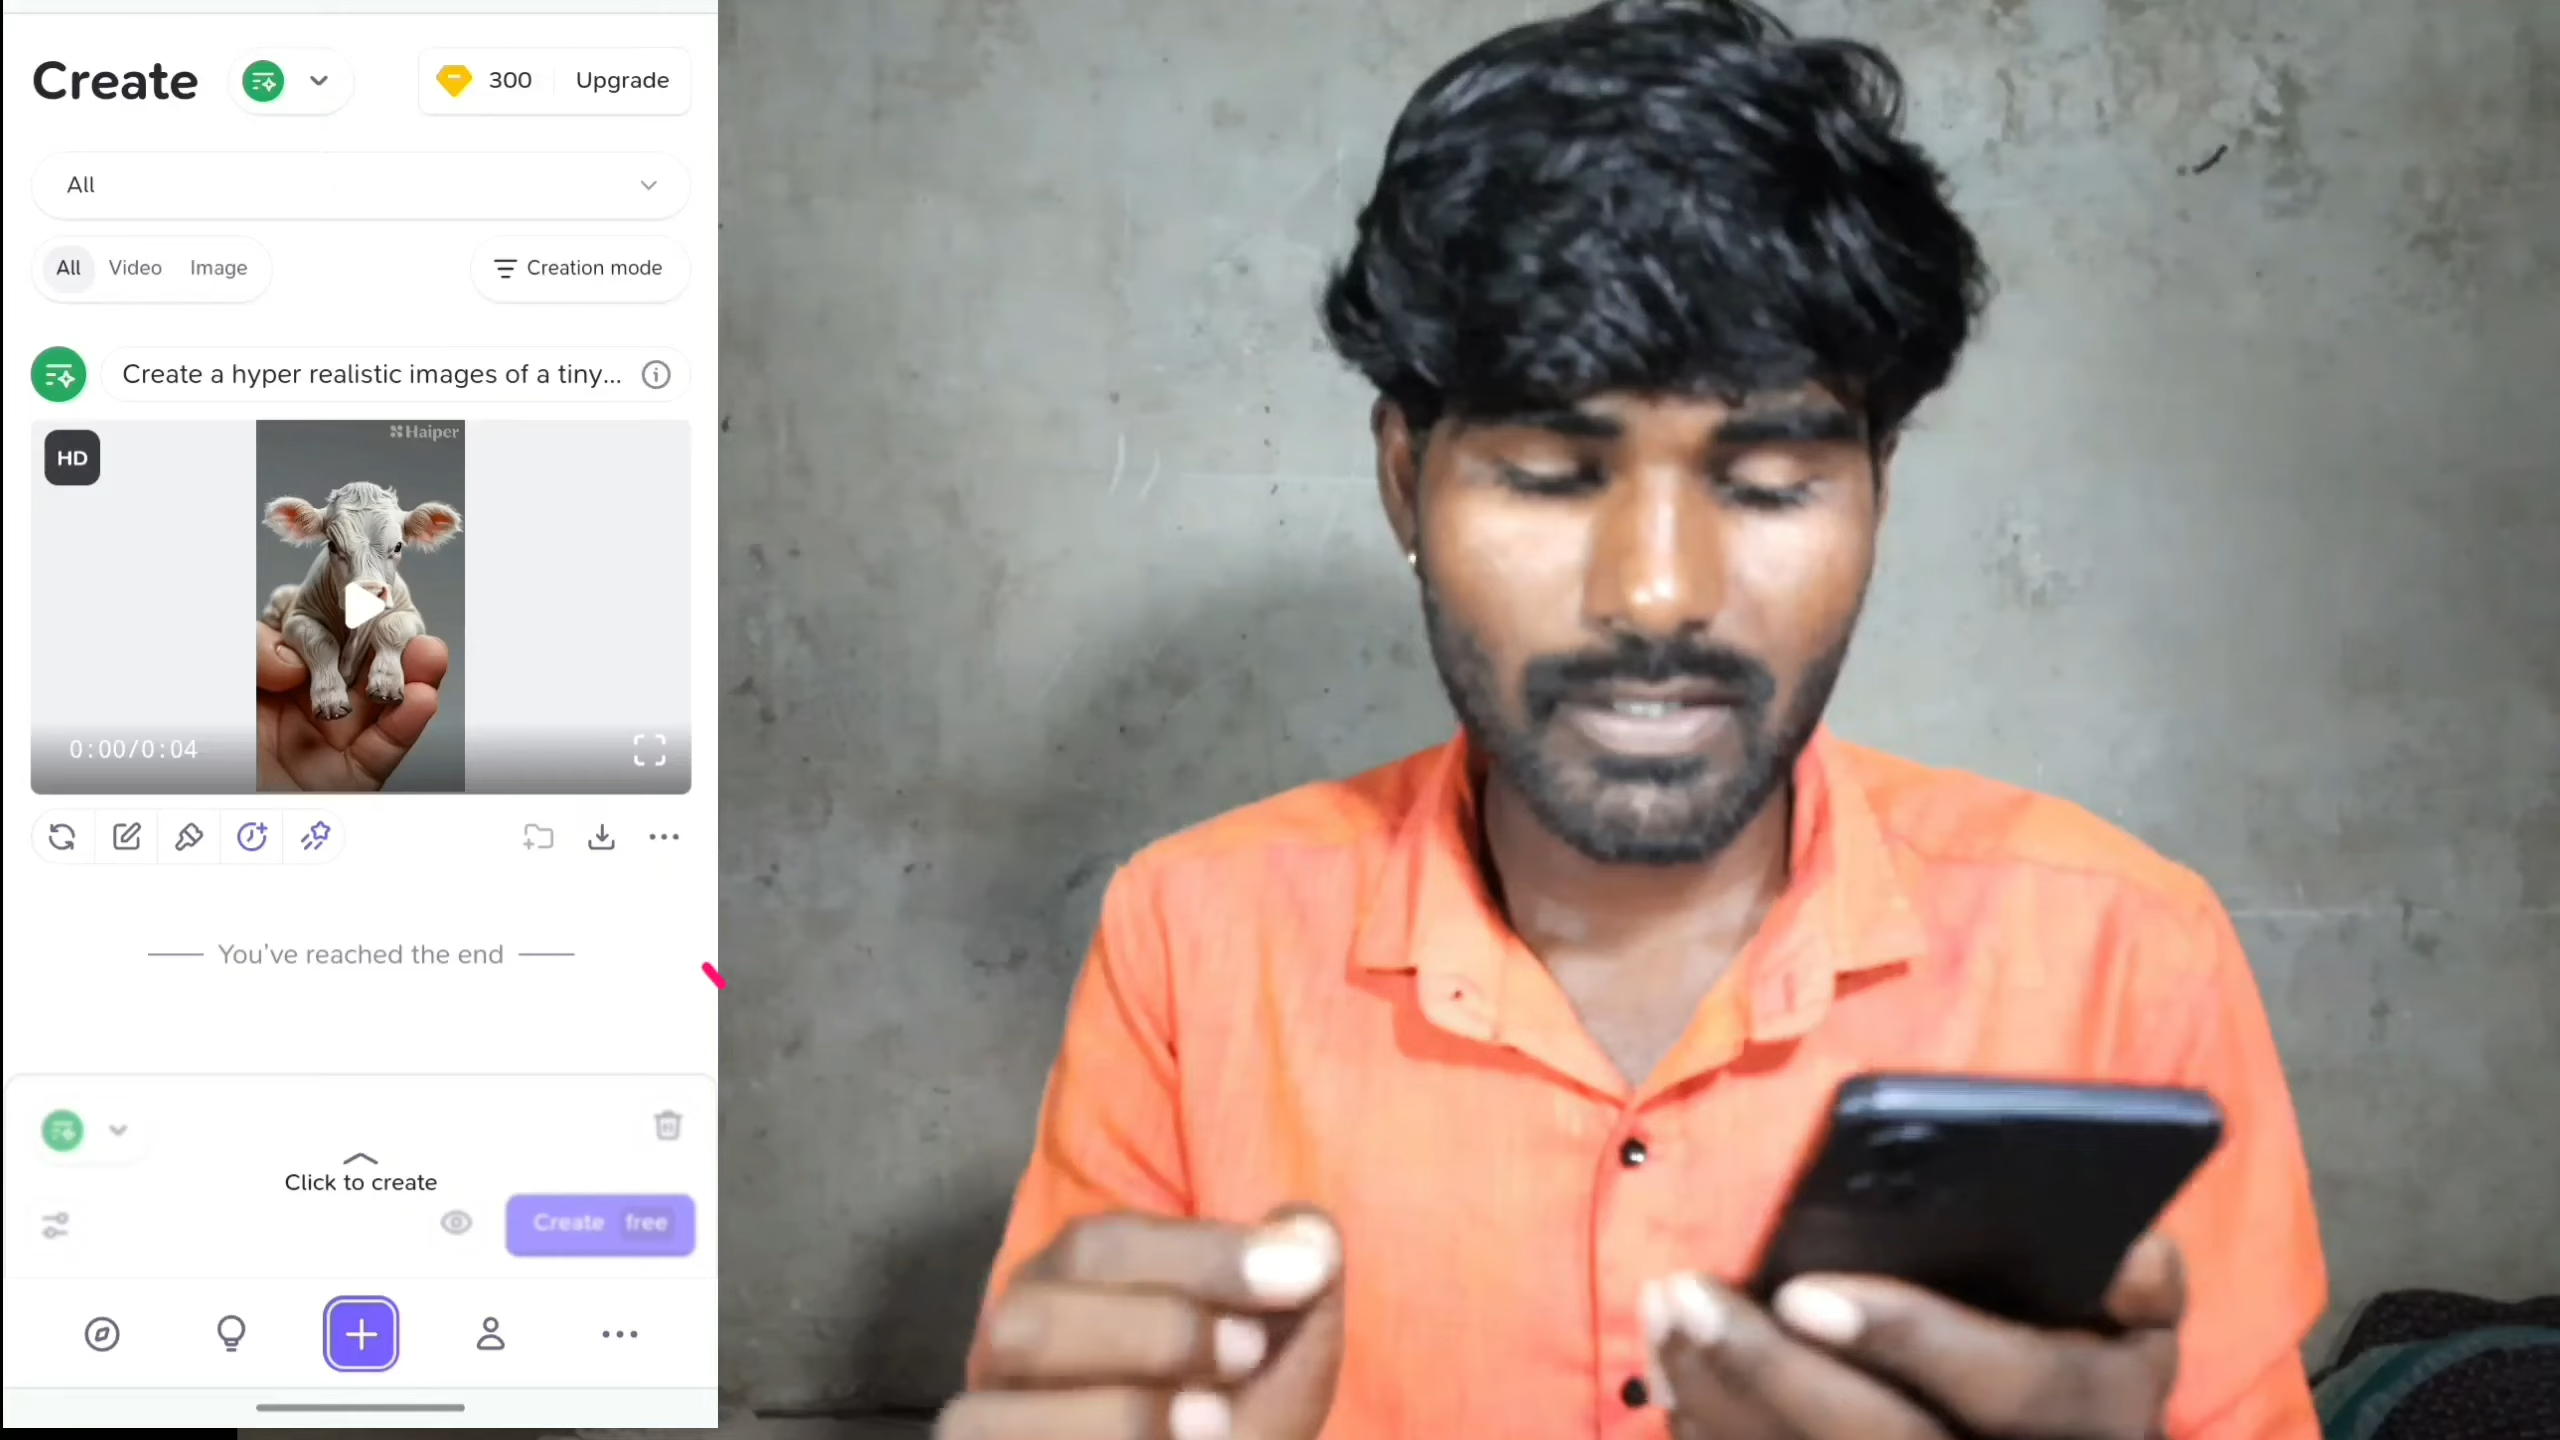 Create
300 Upgrade
All
All Video Image
Creation mode
Create a hyper realistic images of a tiny...
HD
Haiper
0:00/0:04
You've reached the end
Click to create
Create free